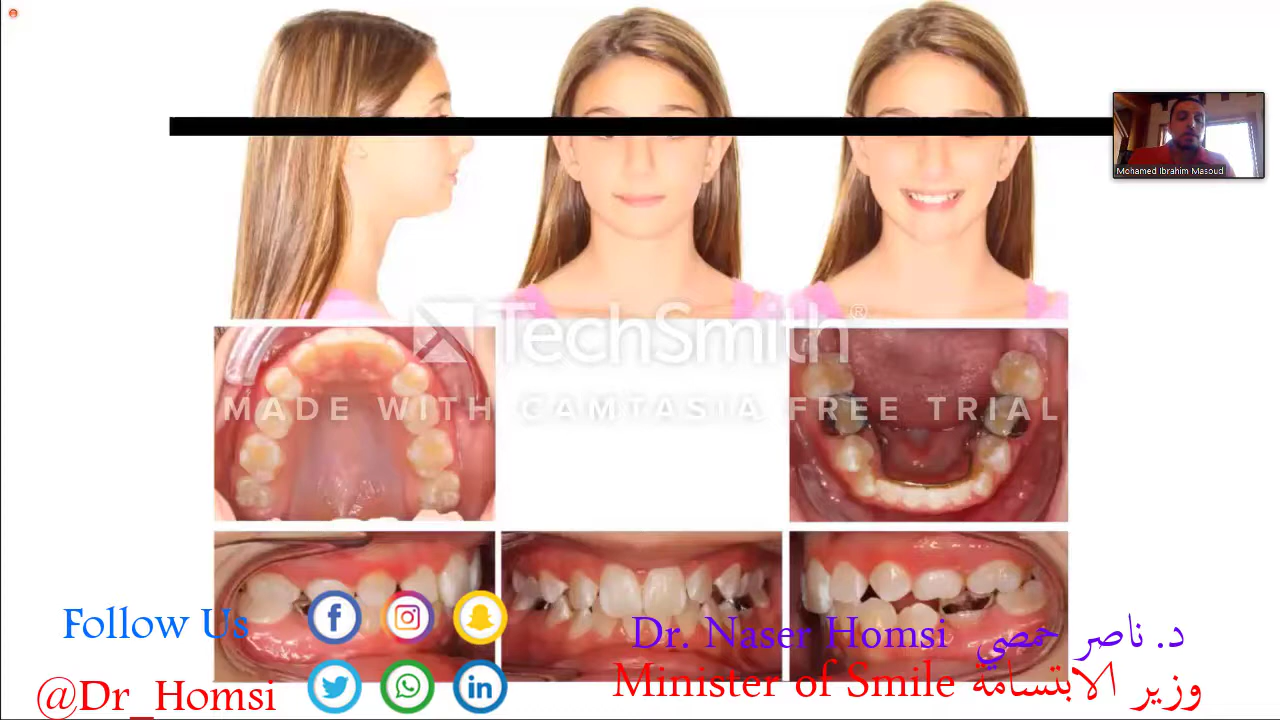 Mohamed Ibrahim Masoud
TechSmith®
MADE WITH CAMTASIA FREE TRIAL
Follow Us
@Dr_Homsi
Dr. Naser Homsi د. ناصر حمصي
Minister of Smile وزير الابتسامة